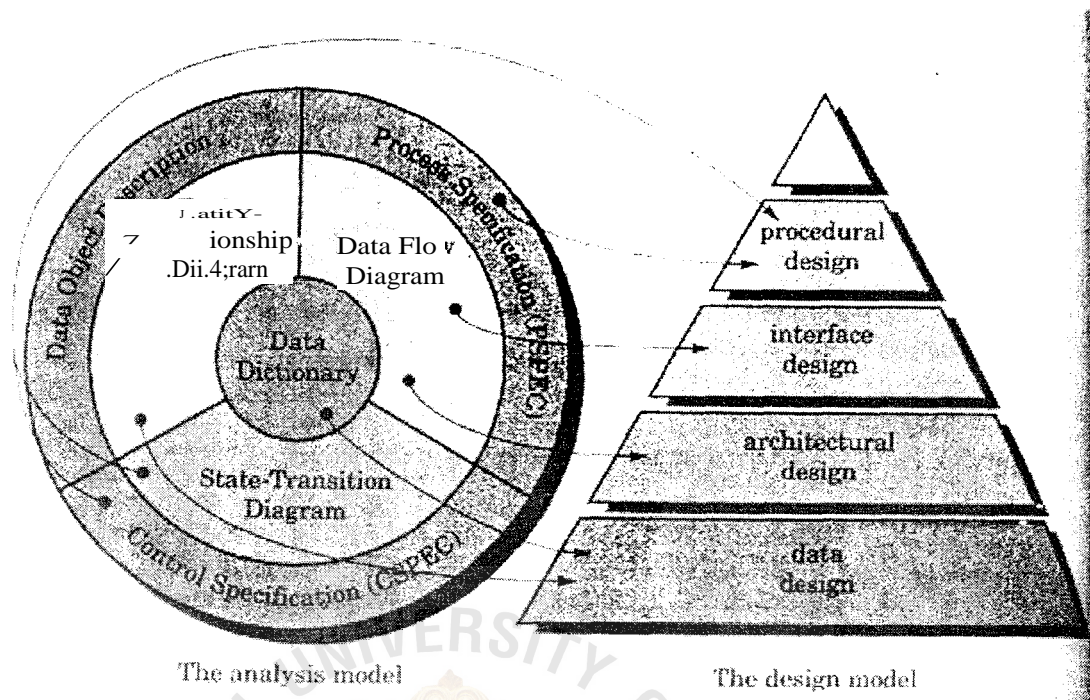 Data Object
Process Specification (PSPEC)
ionship
Data Flo
Diagram
Data
Dictionary
State-Transition
Diagram
Control Specification (CSPEC)
procedural
design
interface
design
architectural
design
data
design
The analysis model
The design model
UNIVERSITY